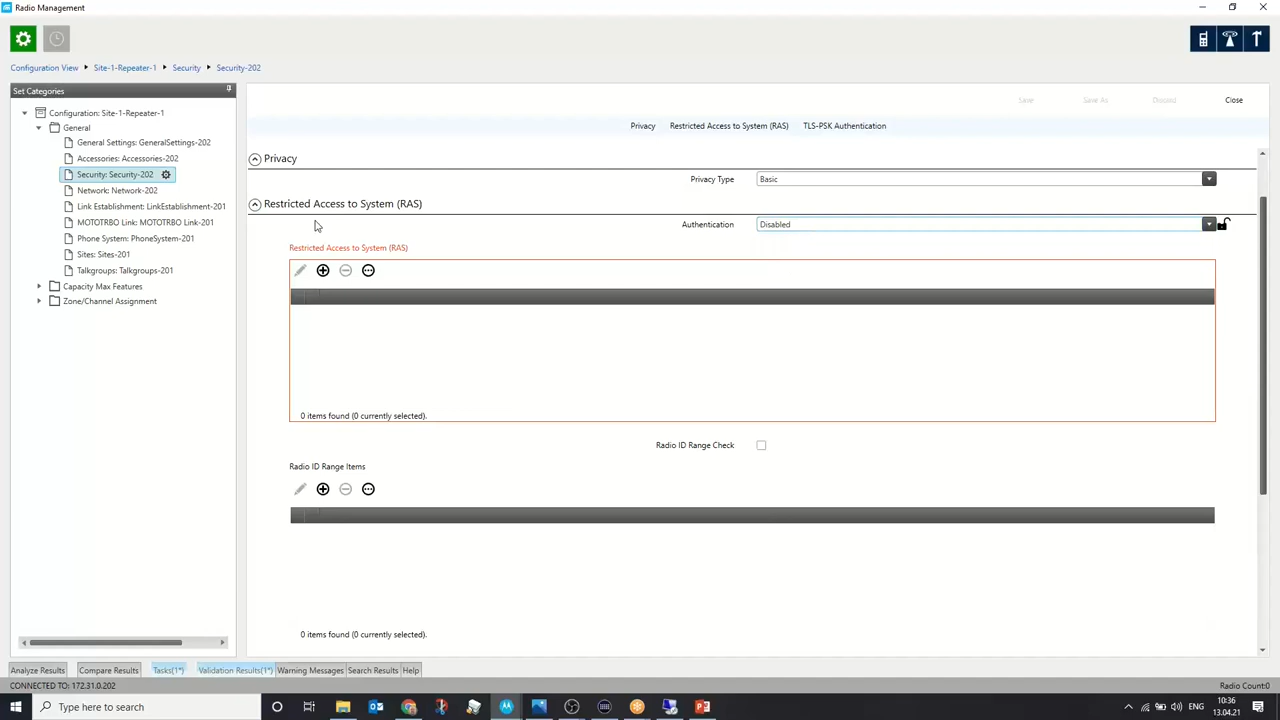 Radio Management
Configuration View Site-1-Repeater-1 Security Security-202
Set Categories
Configuration: Site-1-Repeater-1
General
General Settings: GeneralSettings-202
Accessories: Accessories-202
Security: Security-202
Network: Network-202
Link Establishment: LinkEstablishment-201
MOTOTRBO Link: MOTOTRBO Link-201
Phone System: PhoneSystem-201
Sites: Sites-201
Talkgroups: Talkgroups-201
Capacity Max Features
Zone/Channel Assignment
Save Save As Discard Close
Privacy Restricted Access to System (RAS) TLS-PSK Authentication
Privacy
Privacy Type Basic
Restricted Access to System (RAS)
Authentication Disabled
Restricted Access to System (RAS)
0 items found (0 currently selected).
Radio ID Range Check
Radio ID Range Items
0 items found (0 currently selected).
Analyze Results Compare Results Tasks(1*) Validation Results(1*) Warning Messages Search Results Help
CONNECTED TO: 172.31.0.202 Radio Count:0
Type here to search
ENG
10:36
13.04.21